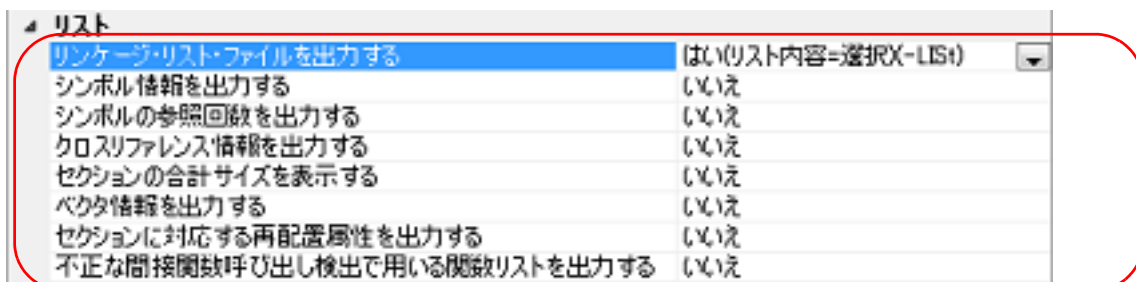 リスト
リンケージ・リスト・ファイルを出力する はい(リスト内容=選択)(-LISt)
シンボル情報を出力する いいえ
シンボルの参照回数を出力する いいえ
クロスリファレンス情報を出力する いいえ
セクションの合計サイズを表示する いいえ
ベクタ情報を出力する いいえ
セクションに対応する再配置属性を出力する いいえ
不正な間接関数呼び出し検出で用いる関数リストを出力する いいえ